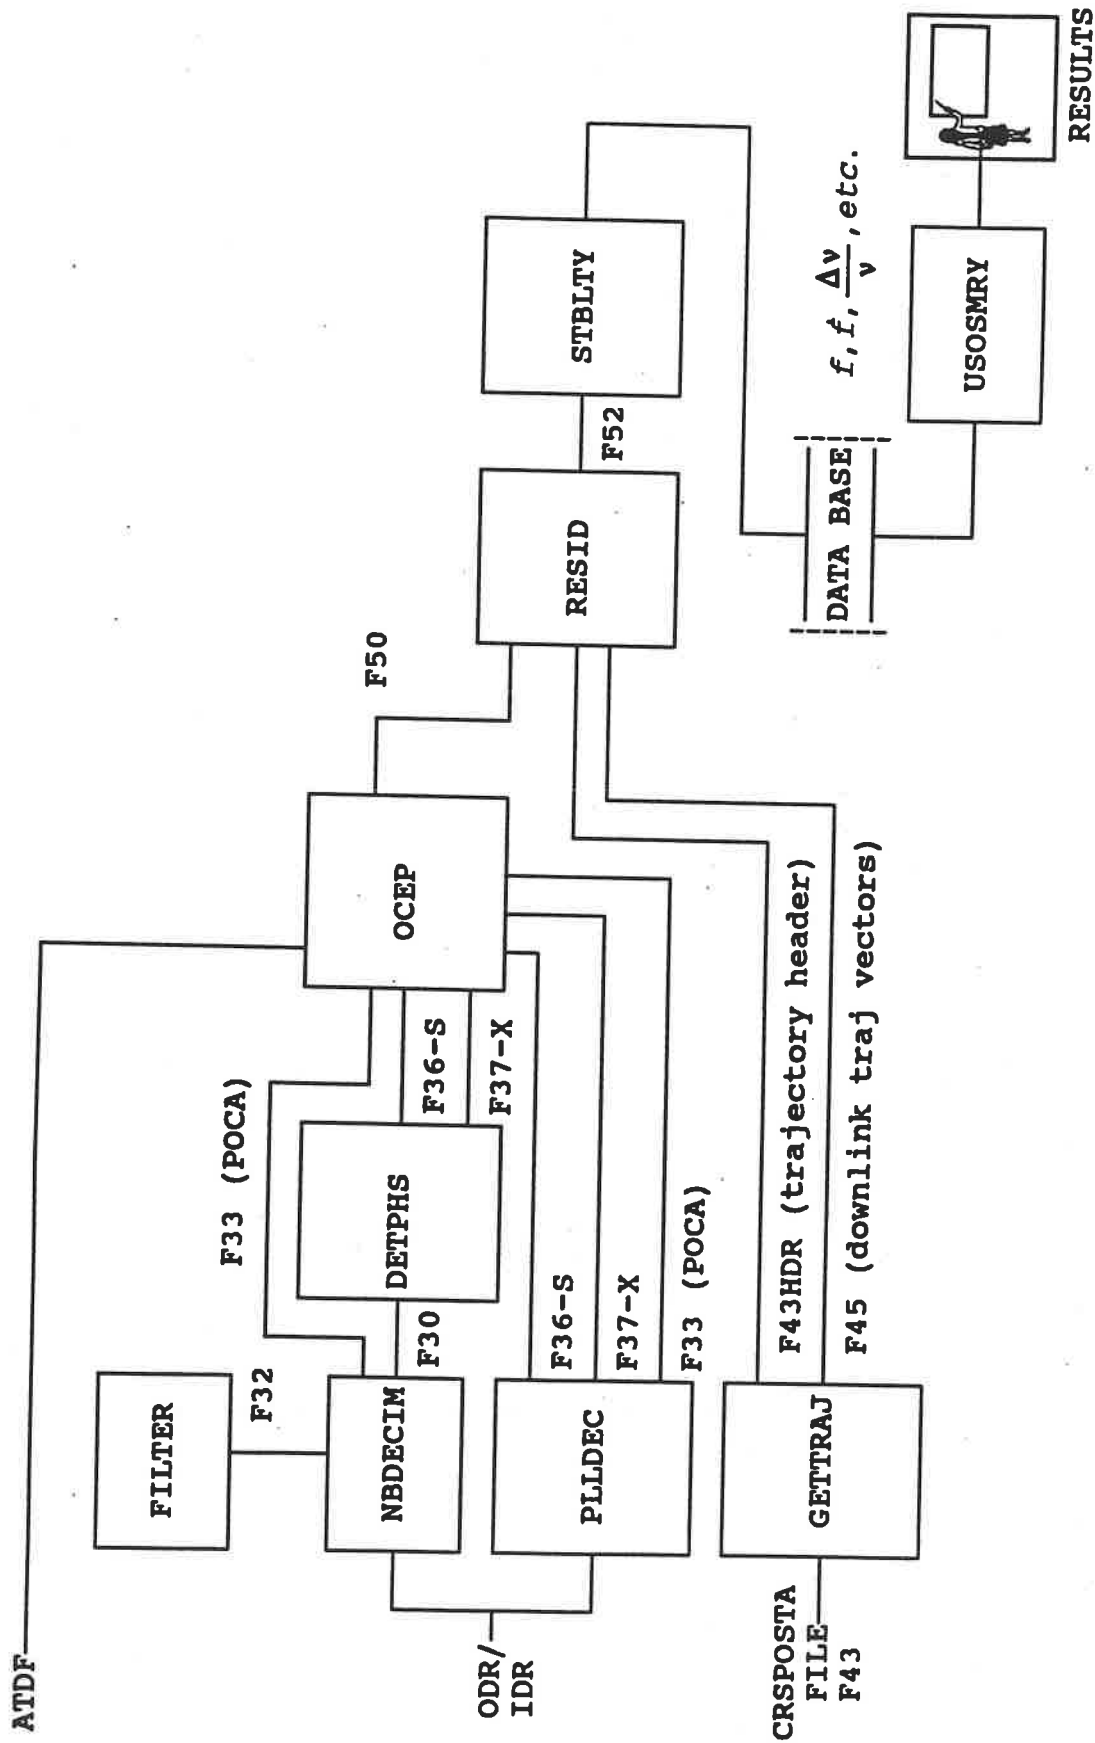 ATDF
FILTER
F32
F33 (POCA)
NBDECIM
F30
DETPHS
F36-S
F37-X
OCEP
F50
ODR/
IDR
PLLDEC
F36-S
F37-X
F33 (POCA)
CRSPOSTA
FILE
F43
GETTRAJ
F43HDR (trajectory header)
F45 (downlink traj vectors)
RESID
F52
STBLTY
DATA BASE
f, ḟ, Δν/ν, etc.
USOSMRY
RESULTS